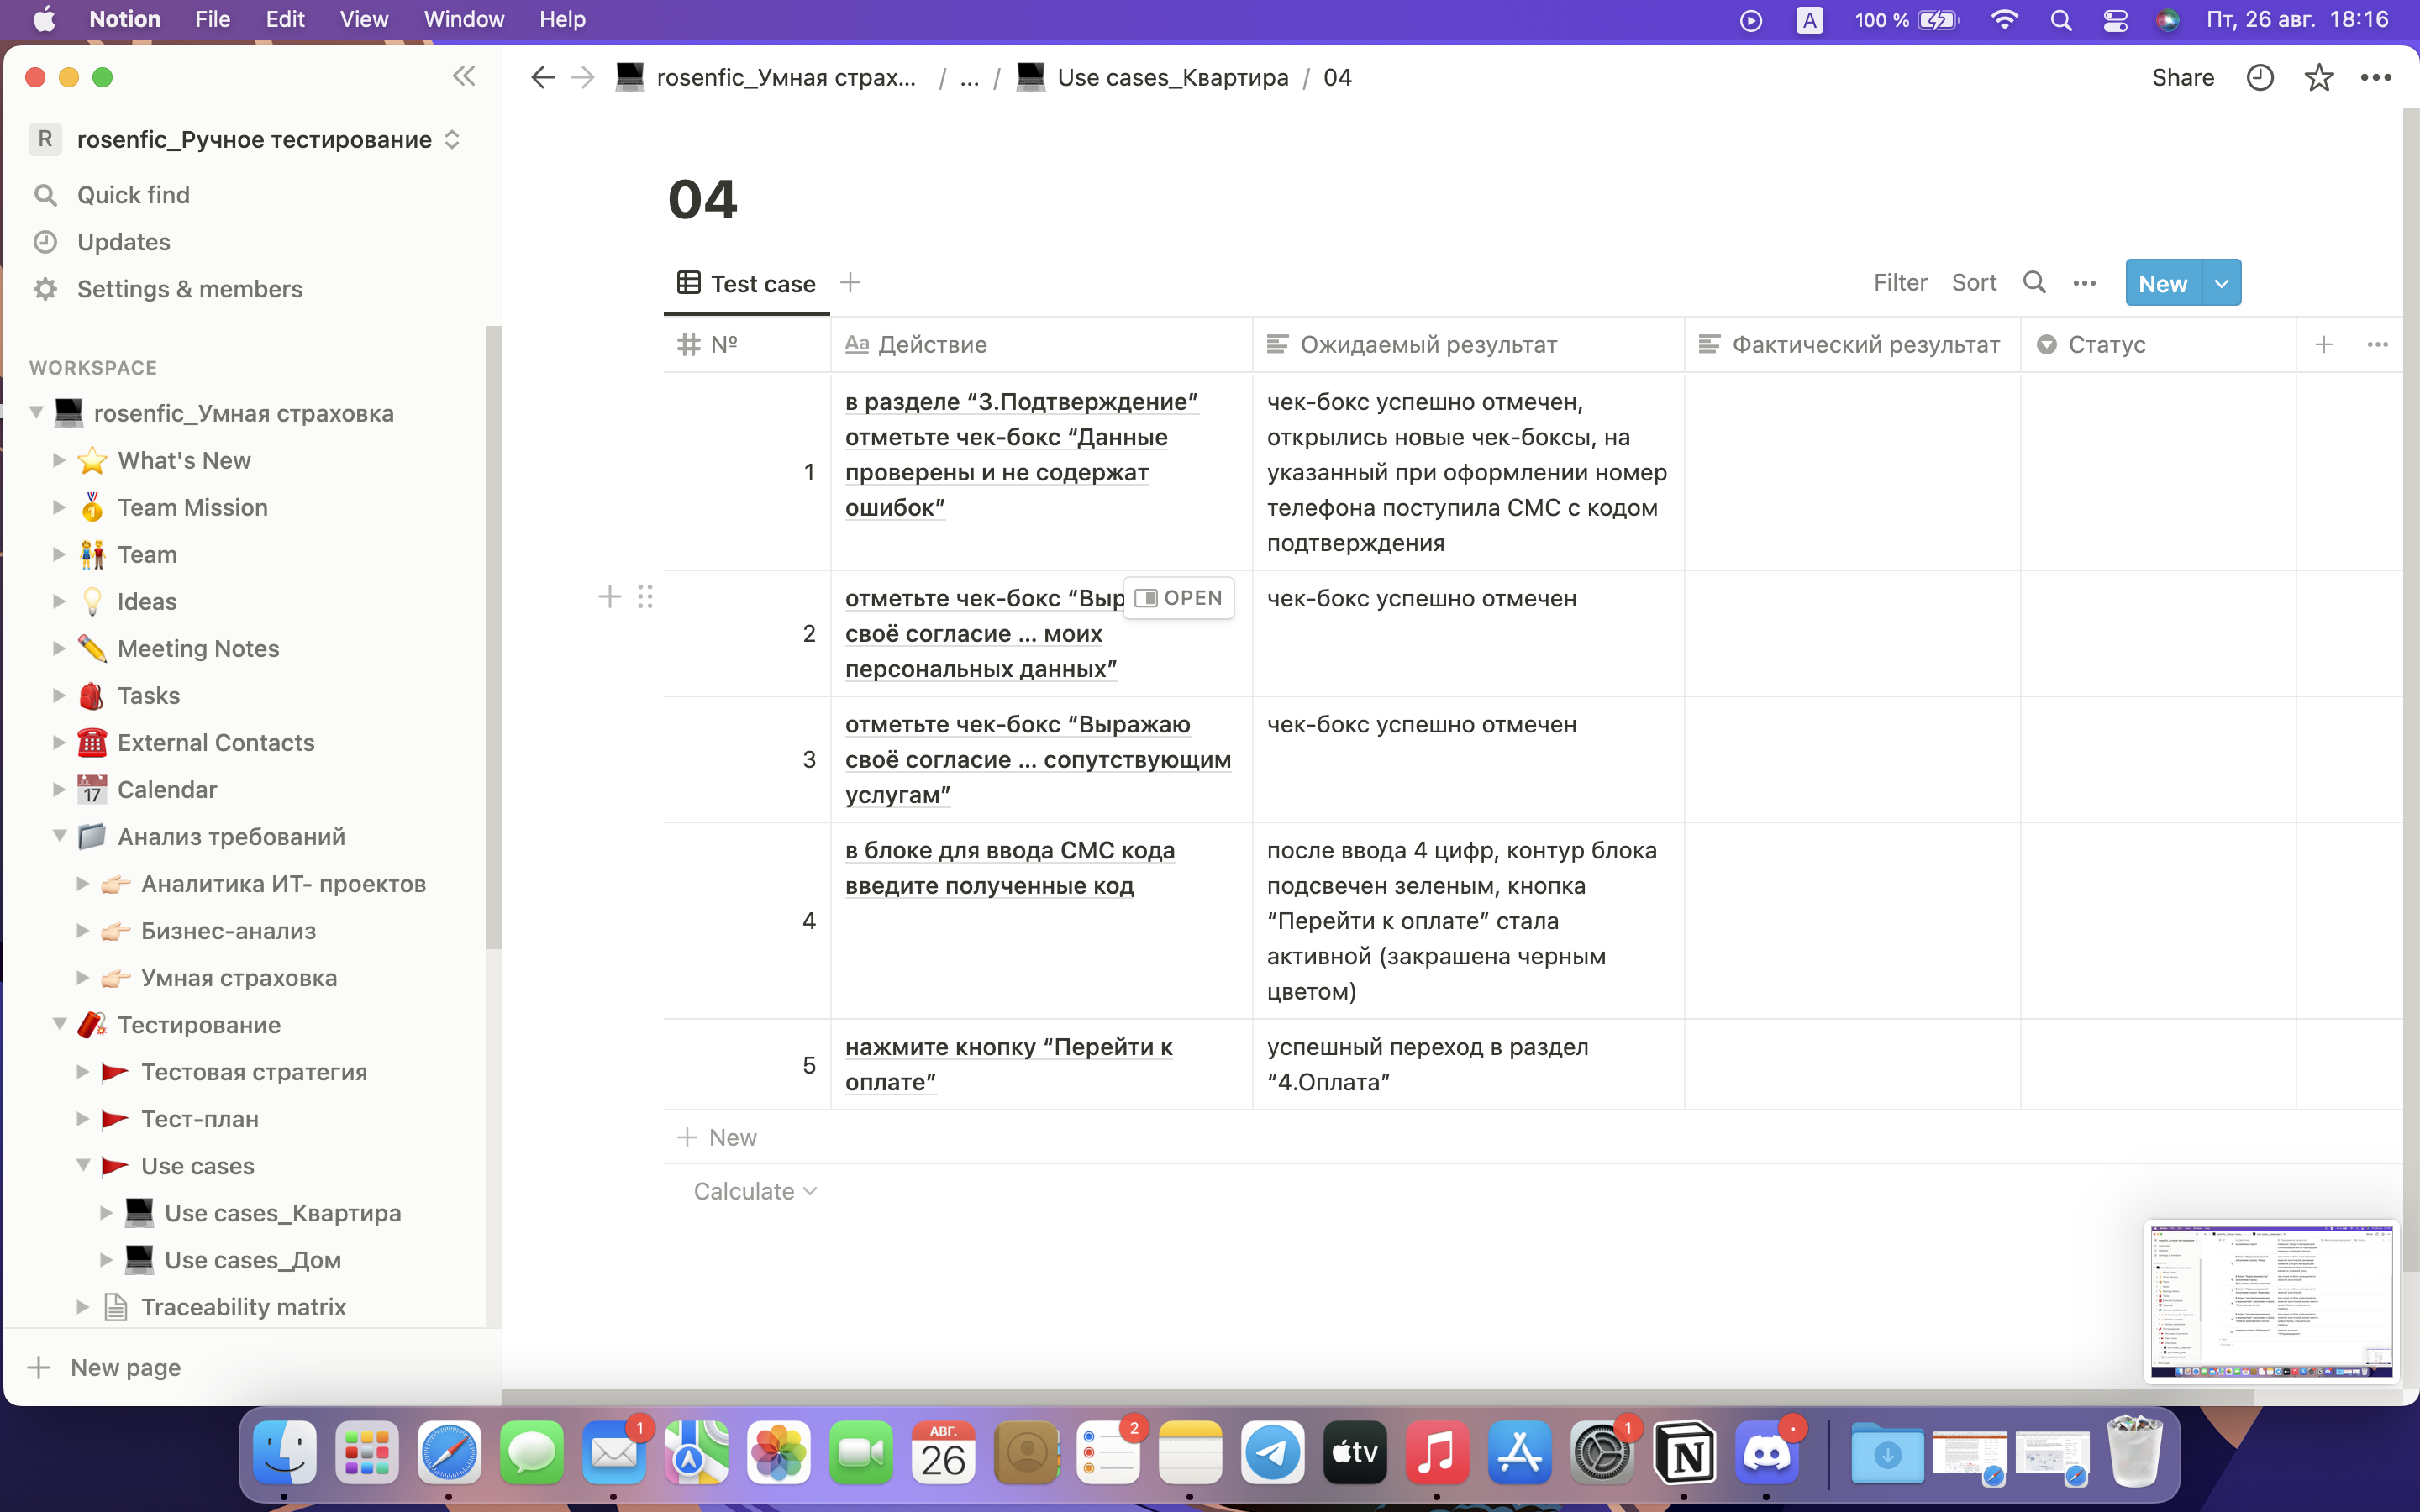 Notion File Edit View Window Help A 100 % Пт, 26 авг. 18:16
rosenfic_Умная страх... / ... / Use cases_Квартира / 04 Share
R rosenfic_Ручное тестирование
Quick find
Updates
Settings & members
WORKSPACE
rosenfic_Умная страховка
What's New
Team Mission
Team
Ideas
Meeting Notes
Tasks
External Contacts
17 Calendar
Анализ требований
Аналитика ИТ- проектов
Бизнес-анализ
Умная страховка
Тестирование
Тестовая стратегия
Тест-план
Use cases
Use cases_Квартира
Use cases_Дом
Traceability matrix
New page
04
Test case
Filter Sort New
№ Aa Действие Ожидаемый результат Фактический результат Статус
1
в разделе “3.Подтверждение”
отметьте чек-бокс “Данные
проверены и не содержат
ошибок”
чек-бокс успешно отмечен,
открылись новые чек-боксы, на
указанный при оформлении номер
телефона поступила СМС с кодом
подтверждения
2
отметьте чек-бокс “Выр
OPEN
своё согласие ... моих
персональных данных”
чек-бокс успешно отмечен
3
отметьте чек-бокс “Выражаю
своё согласие ... сопутствующим
услугам”
чек-бокс успешно отмечен
4
в блоке для ввода СМС кода
введите полученные код
после ввода 4 цифр, контур блока
подсвечен зеленым, кнопка
“Перейти к оплате” стала
активной (закрашена черным
цветом)
5
нажмите кнопку “Перейти к
оплате”
успешный переход в раздел
“4.Оплата”
New
Calculate
1
АВГ.
26
2
tv
1
N